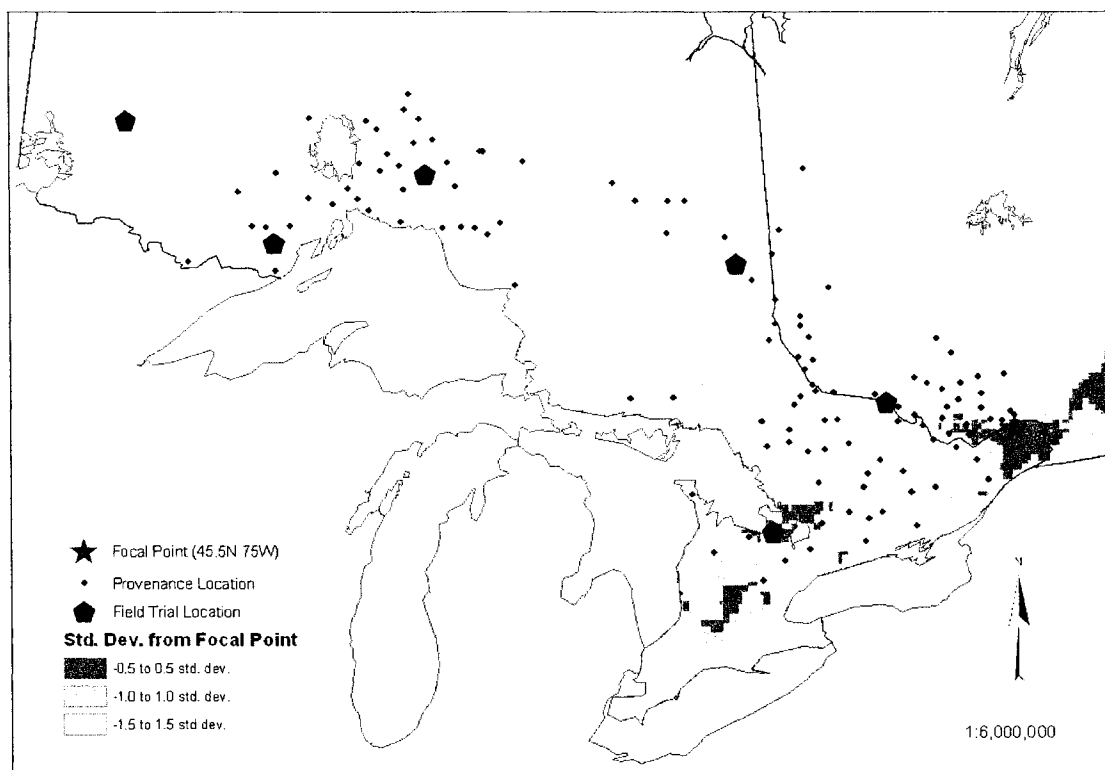 Focal Point (45.5N 75W)
Provenance Location
Field Trial Location
Std. Dev. from Focal Point
-0.5 to 0.5 std. dev.
-1.0 to 1.0 std. dev.
-1.5 to 1.5 std dev.
N
1:6,000,000